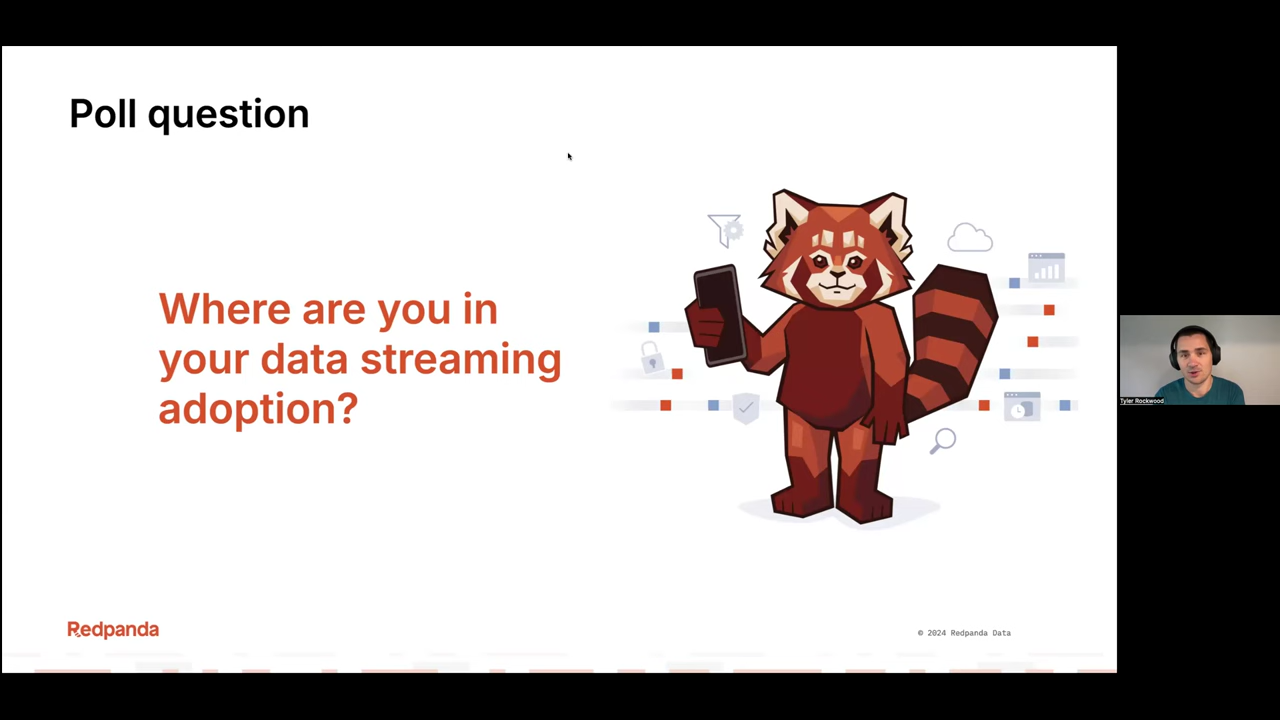 Poll question
Where are you in
your data streaming
adoption?
Tyler Rockwood
Redpanda
© 2024 Redpanda Data